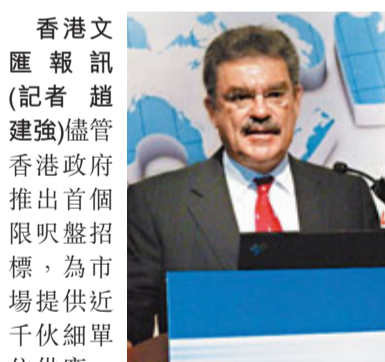 香港文
匯報訊
(記者 趙
建強)儘管
香港政府
推出首個
限呎盤招
標，為市
場提供近
千伙細單